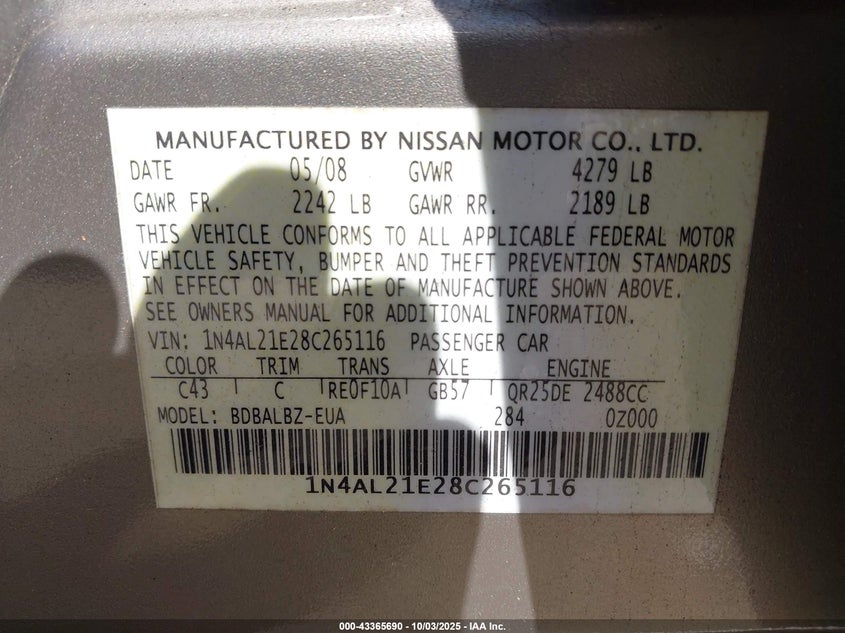 MANUFACTURED BY NISSAN MOTOR CO., LTD.
DATE 05/08 GVWR 4279 LB
GAWR FR. 2242 LB GAWR RR. 2189 LB
THIS VEHICLE CONFORMS TO ALL APPLICABLE FEDERAL MOTOR
VEHICLE SAFETY, BUMPER AND THEFT PREVENTION STANDARDS
IN EFFECT ON THE DATE OF MANUFACTURE SHOWN ABOVE.
SEE OWNERS MANUAL FOR ADDITIONAL INFORMATION.
VIN: 1N4AL21E28C265116 PASSENGER CAR
COLOR TRIM TRANS AXLE ENGINE
C43 C RE0F10A GB57 QR25DE 2488CC
MODEL: BDBALBZ-EUA 284 0Z000
1N4AL21E28C265116
000-43365690 - 10/03/2025 - IAA Inc.